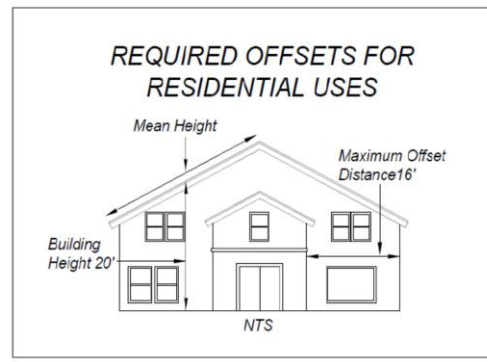 REQUIRED OFFSETS FOR
RESIDENTIAL USES
Mean Height
Maximum Offset
Distance16'
Building
Height 20'
NTS